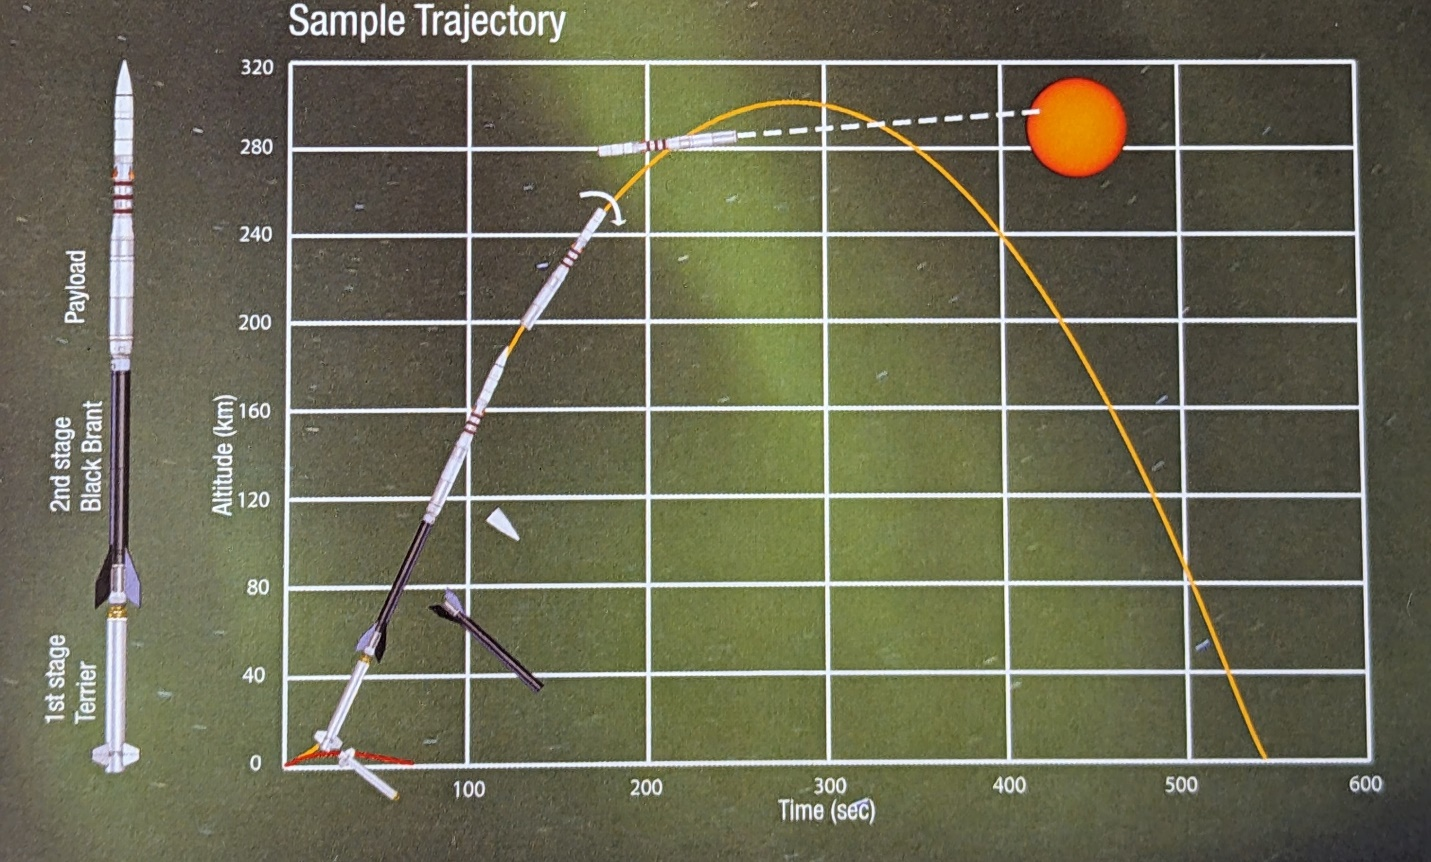 Sample Trajectory
Payload
2nd stage
Black Brant
1st stage
Terrier
Altitude (km)
320
280
240
200
160
120
80
40
0
100
200
300
400
500
600
Time (sec)